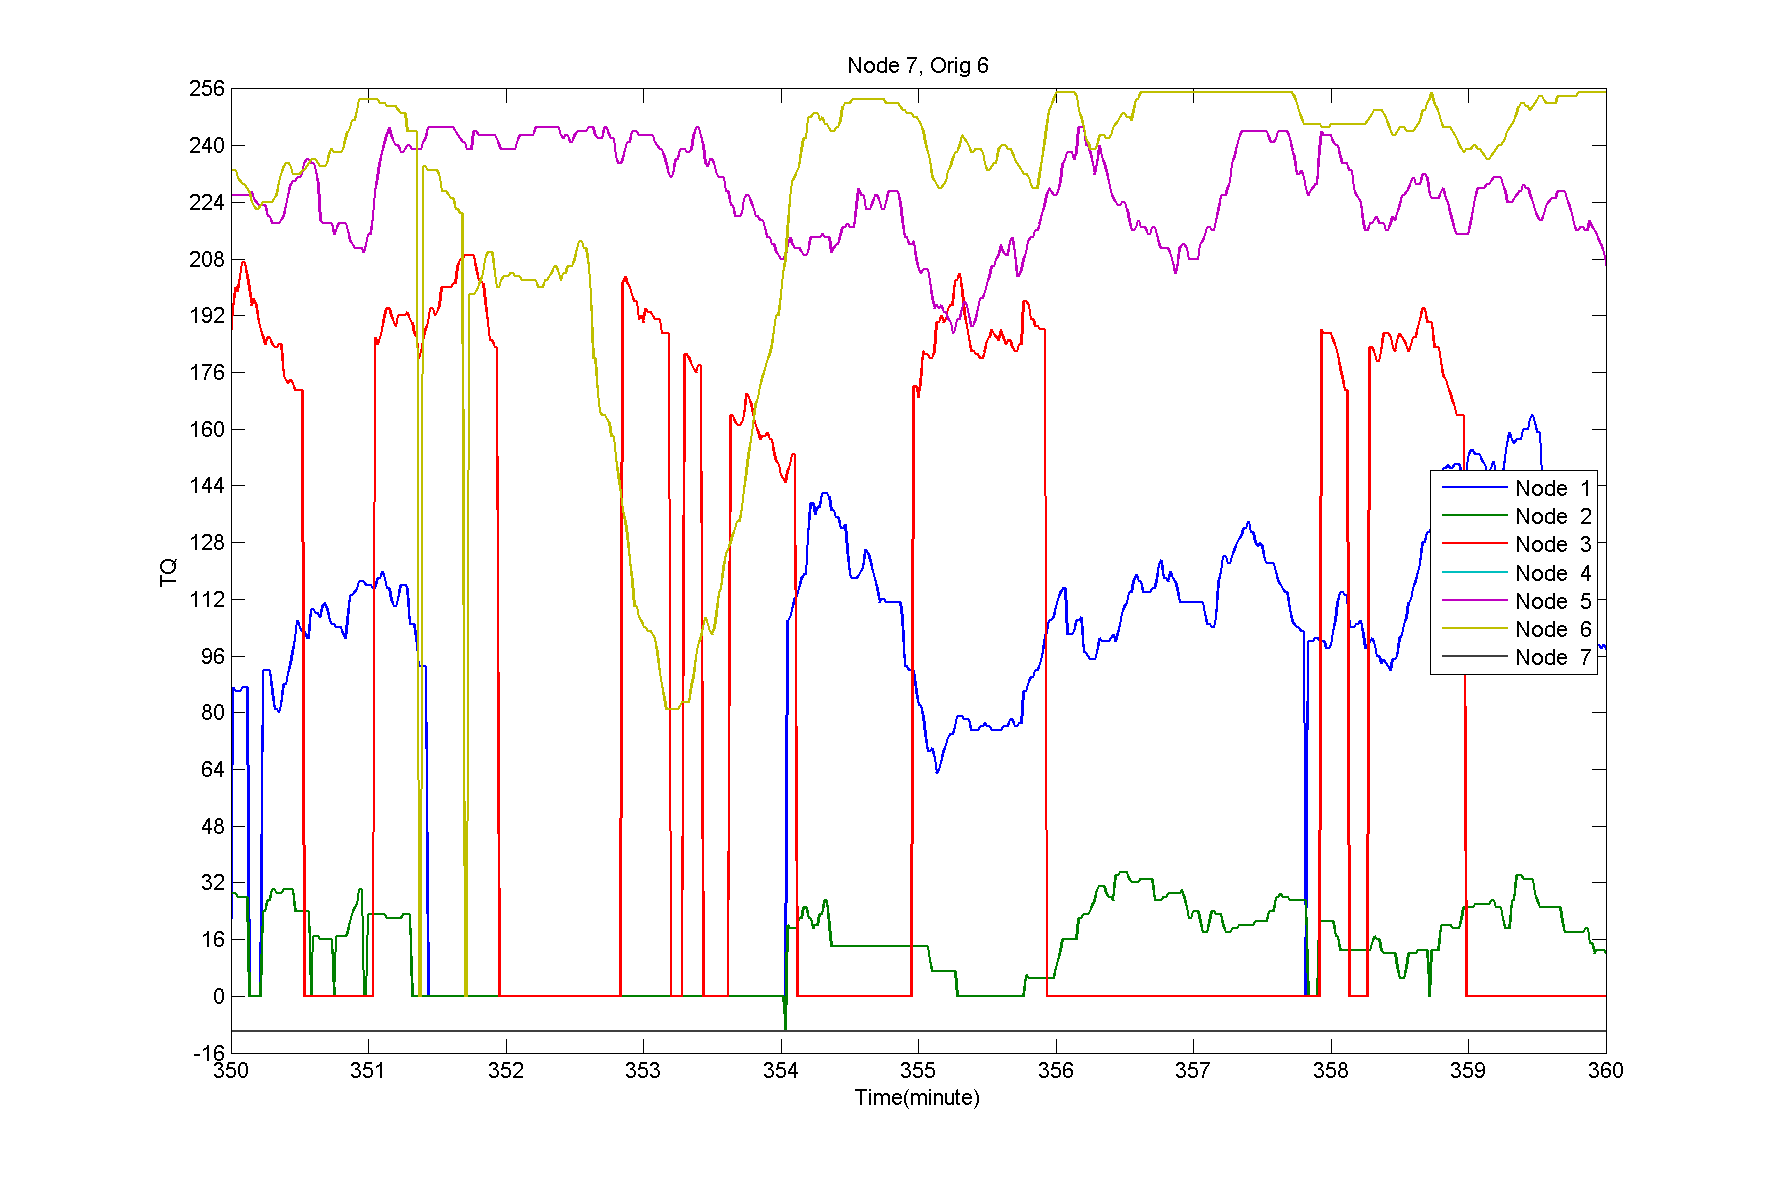 Node 7, Orig 6
256
240
224
208
192
176
160
144
128
112
96
80
64
48
32
16
0
-16
TQ
Node 1
Node 2
Node 3
Node 4
Node 5
Node 6
Node 7
350 351 352 353 354 355 356 357 358 359 360
Time(minute)